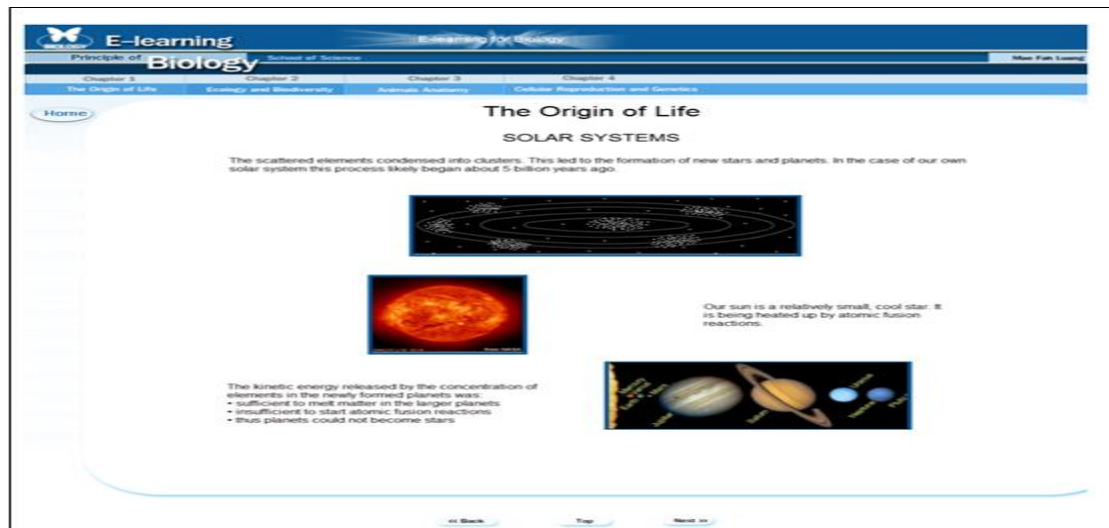 BIOLOGY
E-learning
E-learning for Biology
Principle of Biology
School of Science
Mae Fah Luang
Chapter 1
Chapter 2
Chapter 3
Chapter 4
The Origin of Life
Ecology and Biodiversity
Animals Anatomy
Cellular Reproduction and Genetics
Home
The Origin of Life
SOLAR SYSTEMS
The scattered elements condensed into clusters. This led to the formation of new stars and planets. In the case of our own
solar system this process likely began about 5 billion years ago.
Our sun is a relatively small, cool star. It
is being heated up by atomic fusion
reactions.
The kinetic energy released by the concentration of
elements in the newly formed planets was:
• sufficient to melt matter in the larger planets
• insufficient to start atomic fusion reactions
• thus planets could not become stars
Jupiter
Saturn
Uranus
Neptune
Pluto
<< Back
Top
Next >>